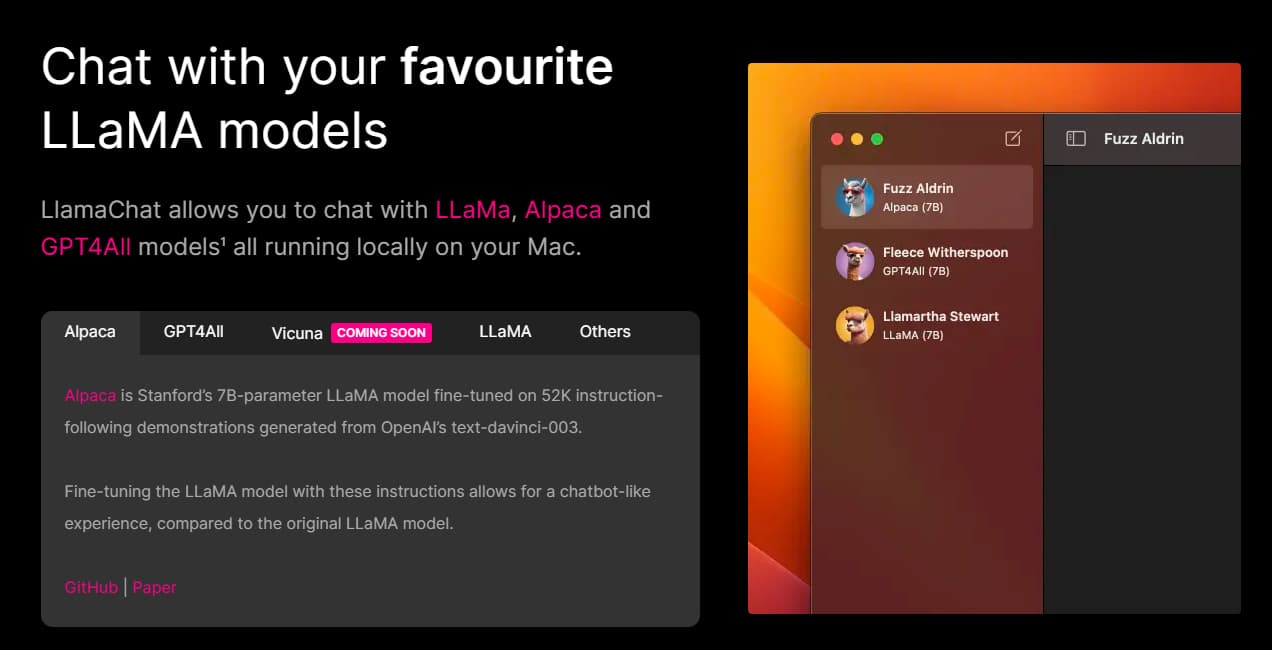 Chat with your favourite
LLaMA models
LlamaChat allows you to chat with LLaMa, Alpaca and
GPT4All models¹ all running locally on your Mac.
Alpaca GPT4All Vicuna COMING SOON LLaMA Others
Alpaca is Stanford’s 7B-parameter LLaMA model fine-tuned on 52K instruction-
following demonstrations generated from OpenAI’s text-davinci-003.
Fine-tuning the LLaMA model with these instructions allows for a chatbot-like
experience, compared to the original LLaMA model.
GitHub | Paper
Fuzz Aldrin
Fuzz Aldrin
Alpaca (7B)
Fleece Witherspoon
GPT4All (7B)
Llamartha Stewart
LLaMA (7B)